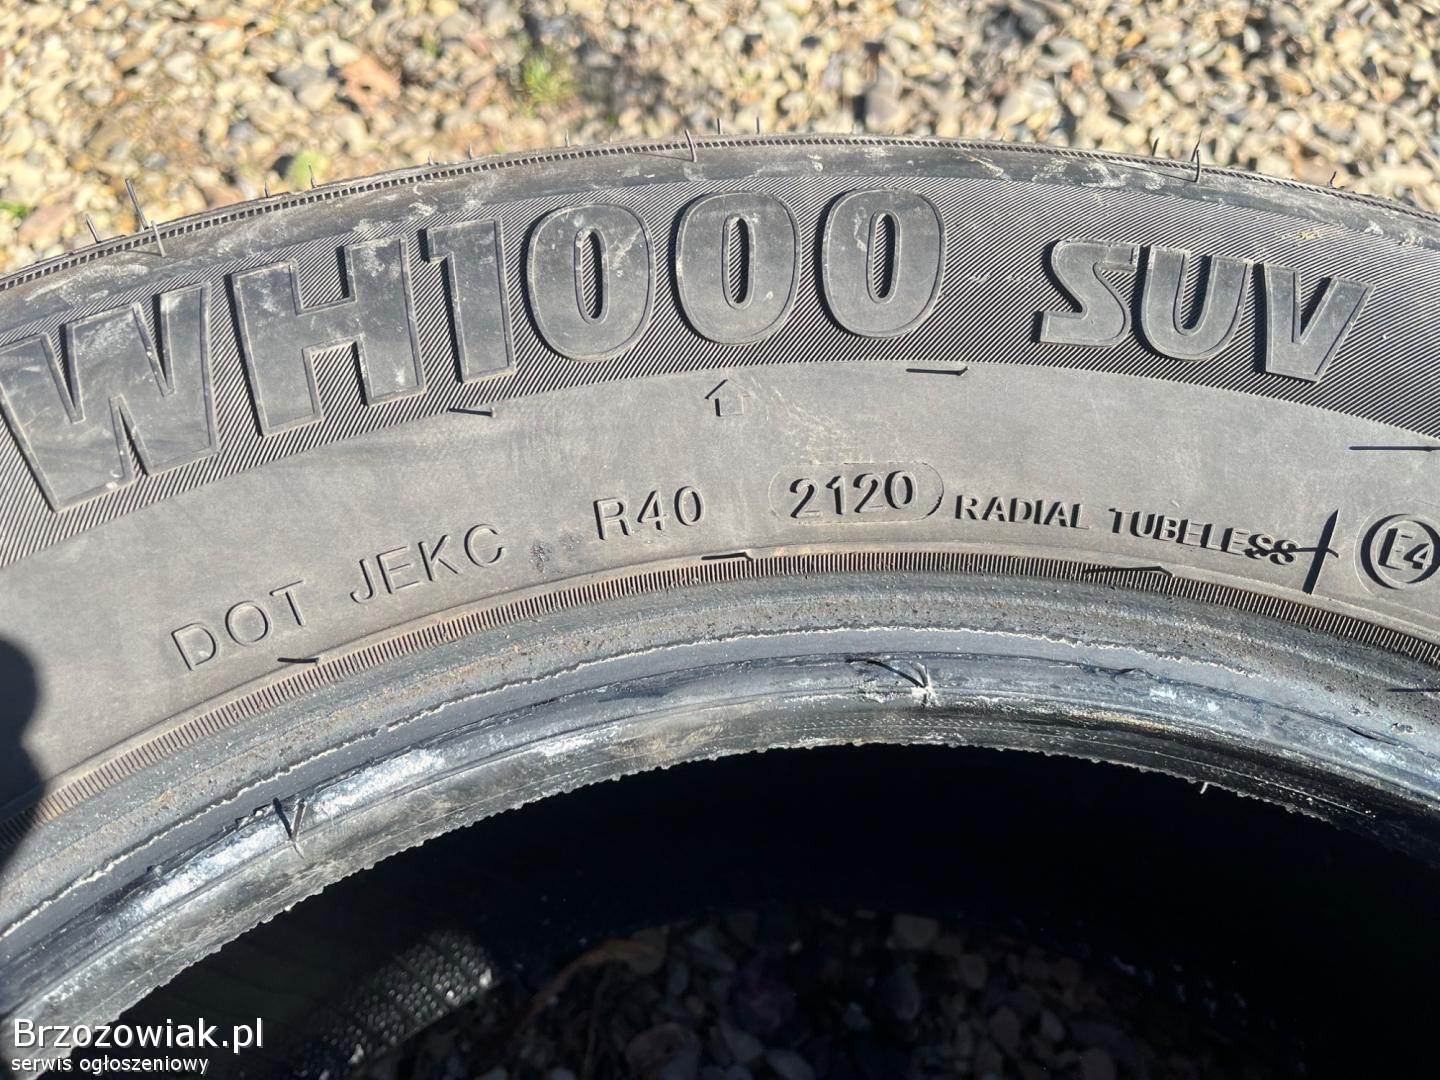 WH1000 SUV
DOT JEKC R40 2120 RADIAL TUBELESS E4
Brzozowiak.pl
serwis ogłoszeniowy